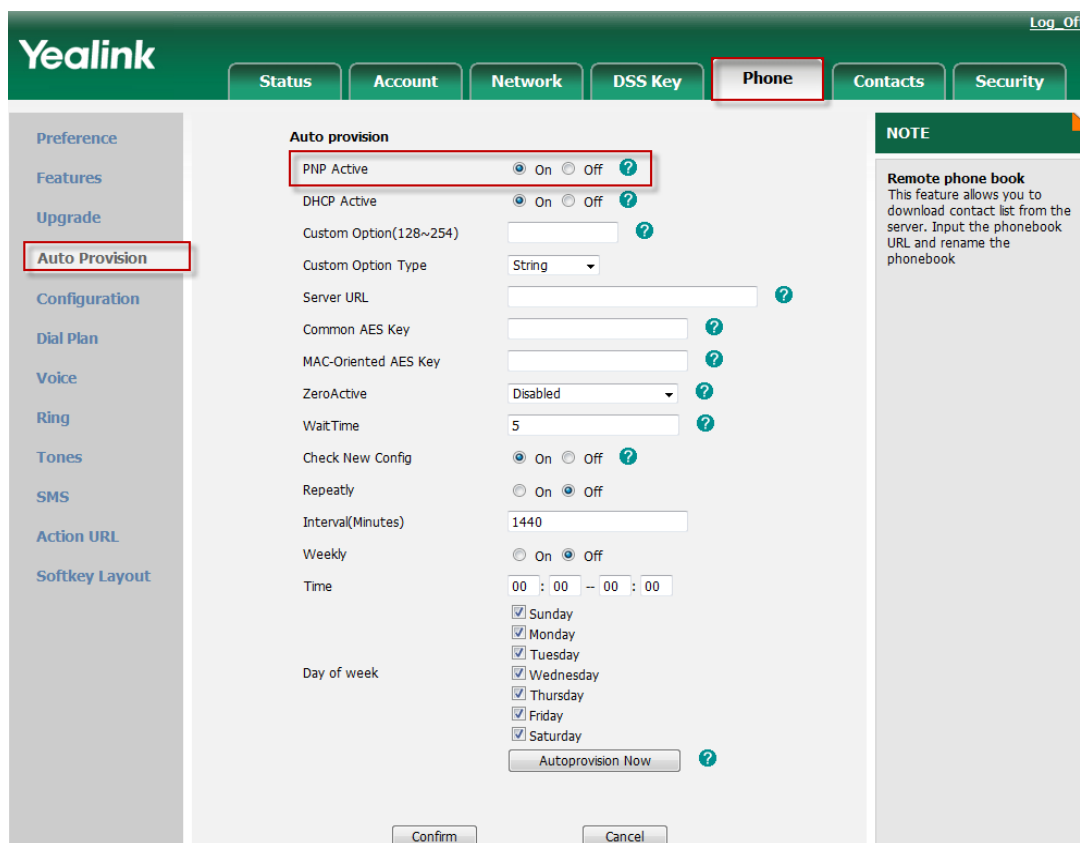 Log_Of
Yealink
Status Account Network DSS Key Phone Contacts Security
Preference
Features
Upgrade
Auto Provision
Configuration
Dial Plan
Voice
Ring
Tones
SMS
Action URL
Softkey Layout
Auto provision
PNP Active On Off ?
DHCP Active On Off ?
Custom Option(128~254) ?
Custom Option Type String
Server URL ?
Common AES Key ?
MAC-Oriented AES Key ?
ZeroActive Disabled ?
WaitTime 5 ?
Check New Config On Off ?
Repeatly On Off
Interval(Minutes) 1440
Weekly On Off
Time 00 : 00 -- 00 : 00
Sunday
Monday
Tuesday
Day of week Wednesday
Thursday
Friday
Saturday
Autoprovision Now ?
Confirm Cancel
NOTE
Remote phone book
This feature allows you to
download contact list from the
server. Input the phonebook
URL and rename the
phonebook